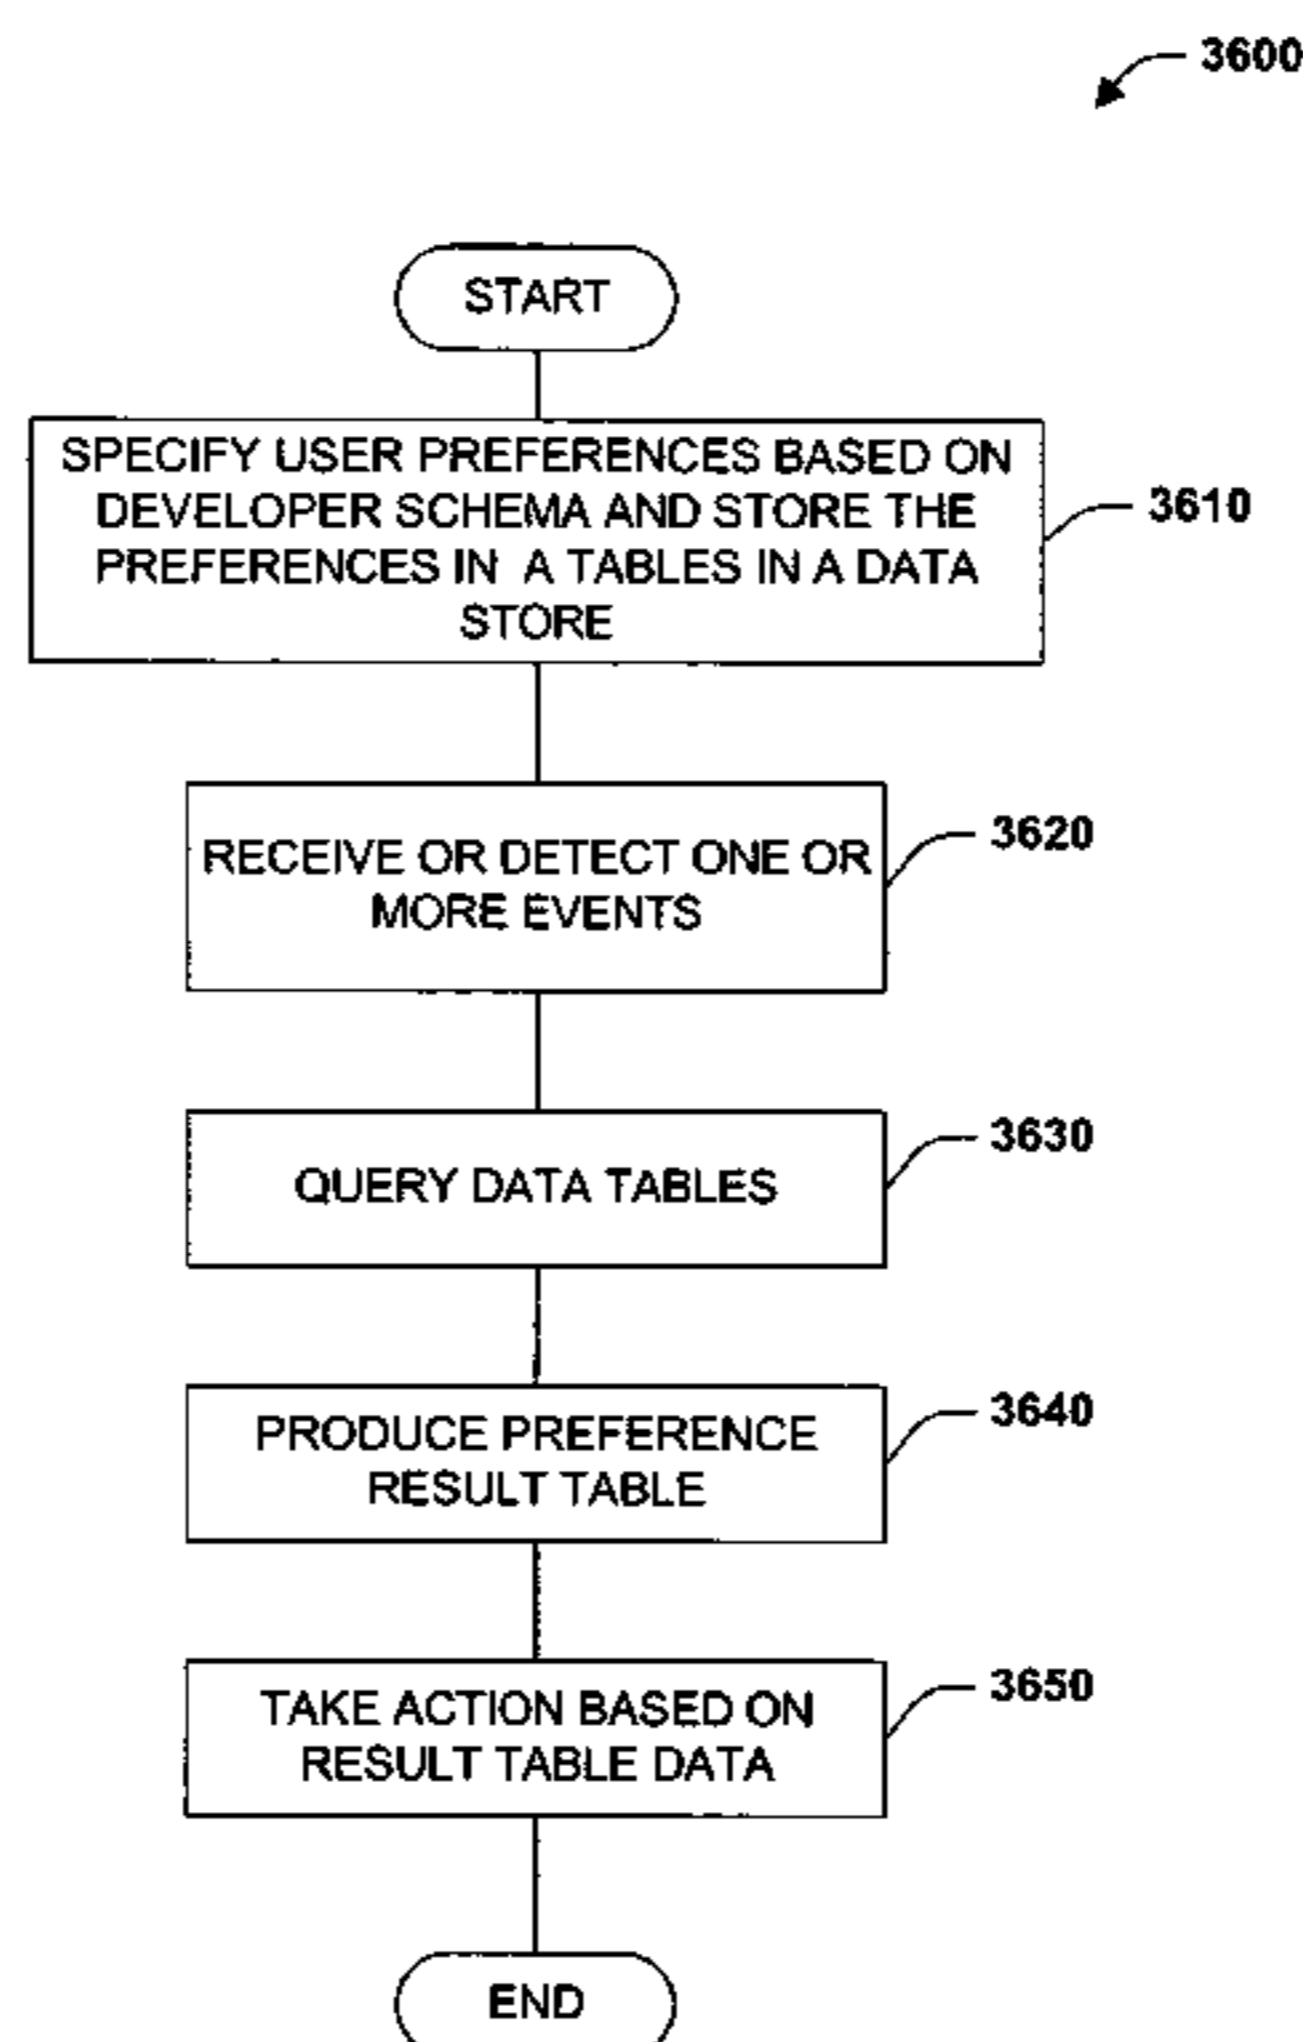 3600
START
SPECIFY USER PREFERENCES BASED ON
DEVELOPER SCHEMA AND STORE THE
PREFERENCES IN A TABLES IN A DATA
STORE
3610
RECEIVE OR DETECT ONE OR
MORE EVENTS
3620
QUERY DATA TABLES
3630
PRODUCE PREFERENCE
RESULT TABLE
3640
TAKE ACTION BASED ON
RESULT TABLE DATA
3650
END